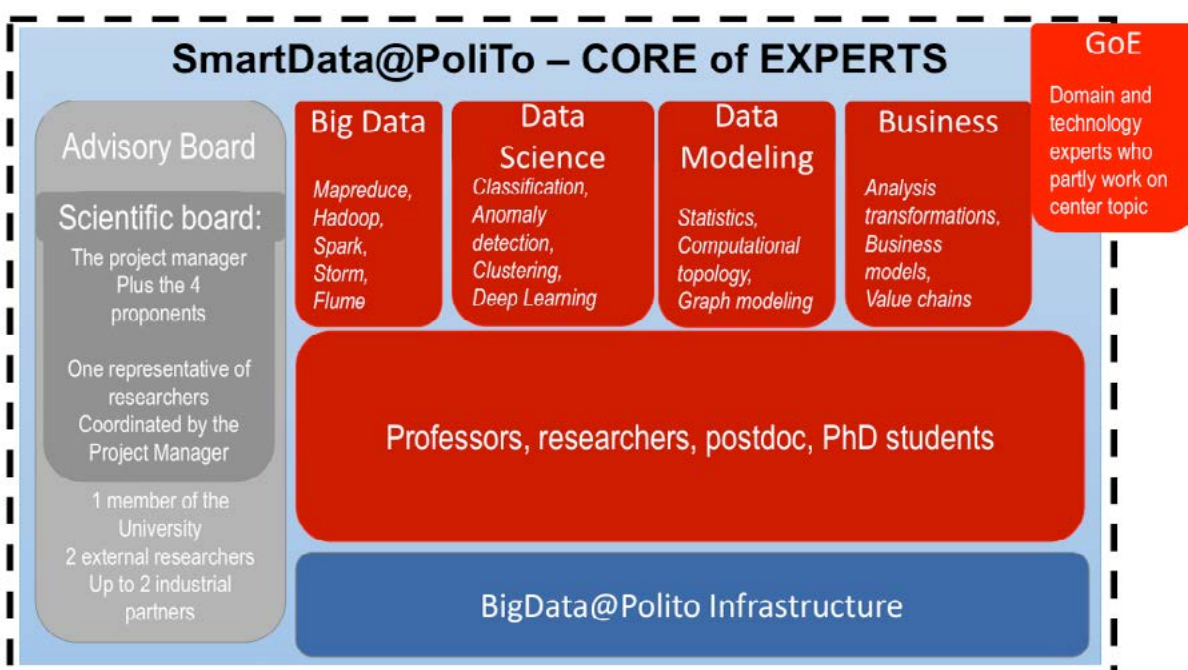 SmartData@PoliTo – CORE of EXPERTS
GoE
Domain and
technology
experts who
partly work on
center topic
Advisory Board
Scientific board:
The project manager
Plus the 4
proponents
One representative of
researchers
Coordinated by the
Project Manager
1 member of the
University
2 external researchers
Up to 2 industrial
partners
Big Data
Mapreduce,
Hadoop,
Spark,
Storm,
Flume
Data
Science
Classification,
Anomaly
detection,
Clustering,
Deep Learning
Data
Modeling
Statistics,
Computational
topology,
Graph modeling
Business
Analysis
transformations,
Business
models,
Value chains
Professors, researchers, postdoc, PhD students
BigData@Polito Infrastructure